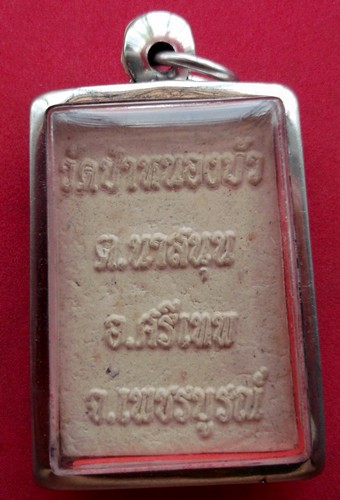 วัดป่าหนองบัว
ต.นาสนุน
อ.ศรีเทพ
จ.เพชรบูรณ์